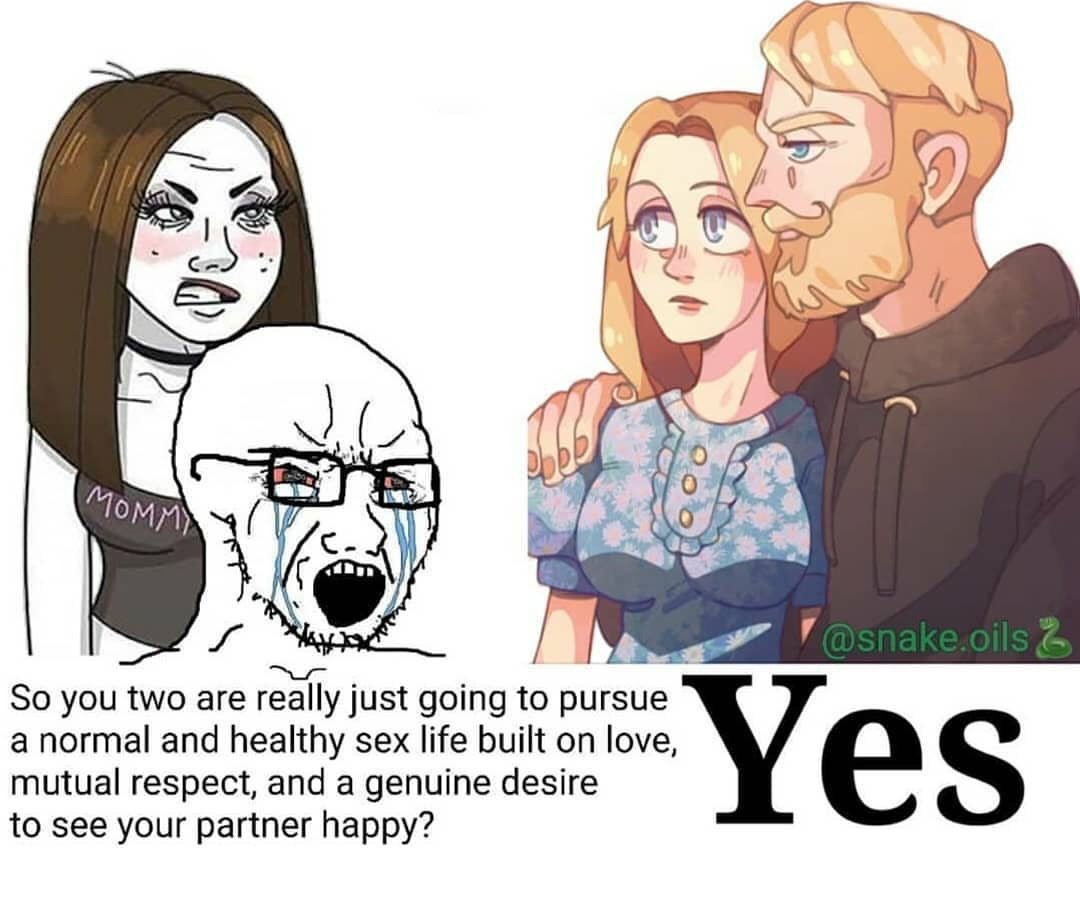 MOMMY
@snake.oils
So you two are really just going to pursue
a normal and healthy sex life built on love,
mutual respect, and a genuine desire
to see your partner happy?
Yes